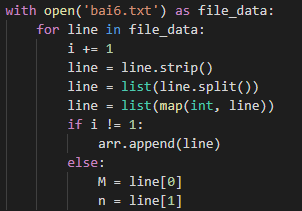 with open('bai6.txt') as file_data:
    for line in file_data:
        i += 1
        line = line.strip()
        line = list(line.split())
        line = list(map(int, line))
        if i != 1:
            arr.append(line)
        else:
            M = line[0]
            n = line[1]